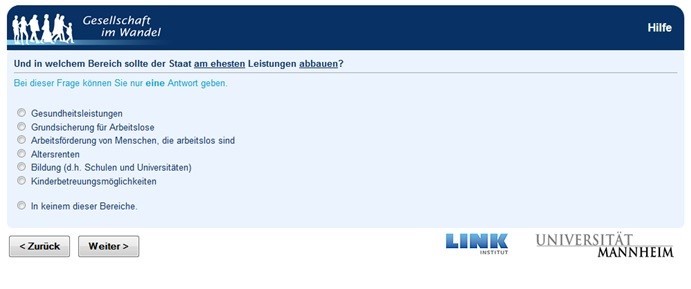 Gesellschaft
im Wandel
Hilfe
Und in welchem Bereich sollte der Staat am ehesten Leistungen abbauen?
Bei dieser Frage können Sie nur eine Antwort geben.
Gesundheitsleistungen
Grundsicherung für Arbeitslose
Arbeitsförderung von Menschen, die arbeitslos sind
Altersrenten
Bildung (d.h. Schulen und Universitäten)
Kinderbetreuungsmöglichkeiten
In keinem dieser Bereiche.
< Zurück
Weiter >
LINK
INSTITUT
UNIVERSITÄT
MANNHEIM